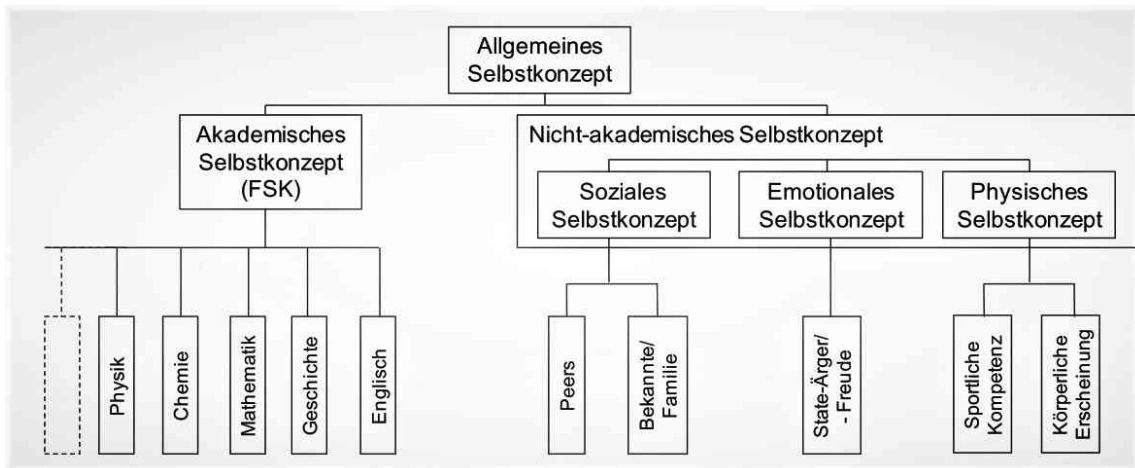 Allgemeines
Selbstkonzept
Akademisches
Selbstkonzept
(FSK)
Nicht-akademisches Selbstkonzept
Soziales
Selbstkonzept
Emotionales
Selbstkonzept
Physisches
Selbstkonzept
Physik
Chemie
Mathematik
Geschichte
Englisch
Peers
Bekannte/
Familie
State-Ärger/
- Freude
Sportliche
Kompetenz
Körperliche
Erscheinung